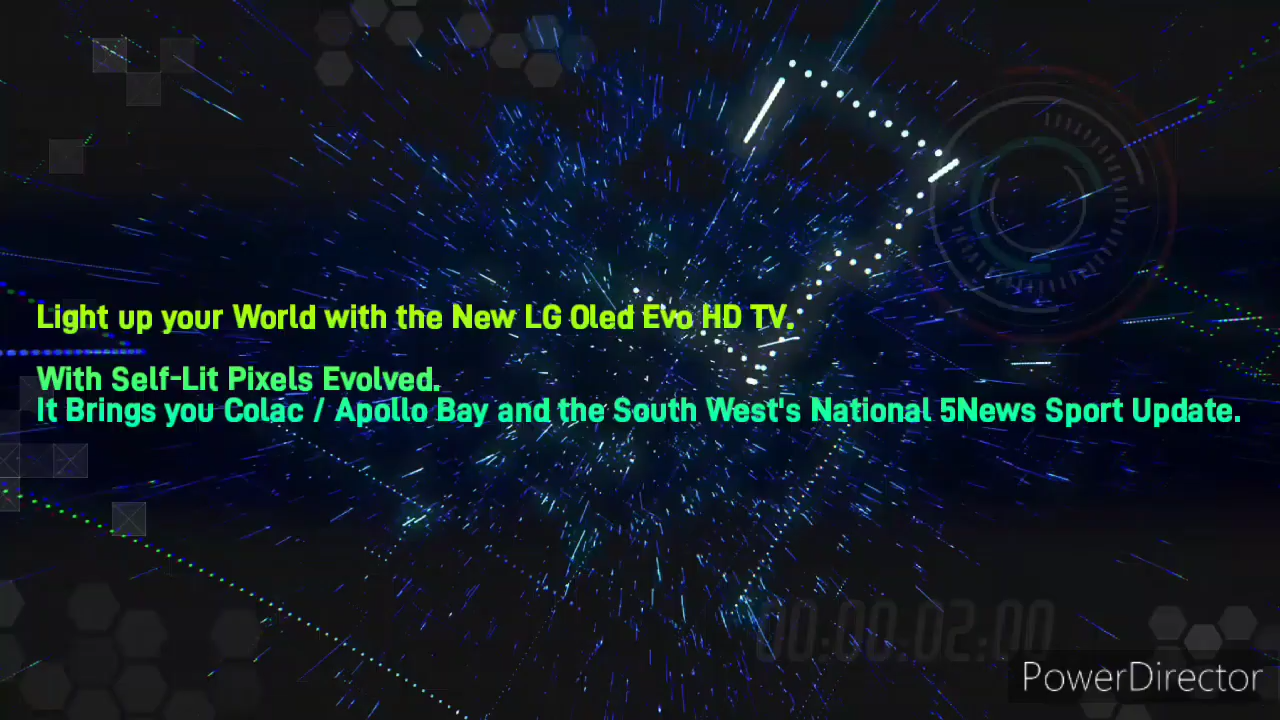 Light up your World with the New LG Oled Evo HD TV.
With Self-Lit Pixels Evolved.
It Brings you Colac / Apollo Bay and the South West's National 5News Sport Update.
00:00:02:00
PowerDirector